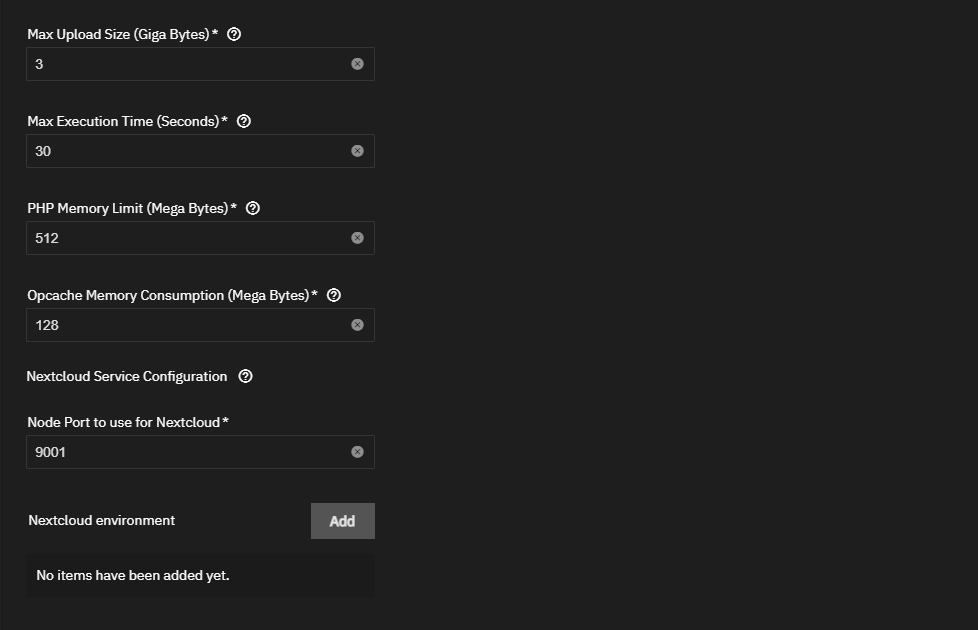 Max Upload Size (Giga Bytes) *
3
Max Execution Time (Seconds) *
30
PHP Memory Limit (Mega Bytes) *
512
Opcache Memory Consumption (Mega Bytes) *
128
Nextcloud Service Configuration
Node Port to use for Nextcloud *
9001
Nextcloud environment
Add
No items have been added yet.